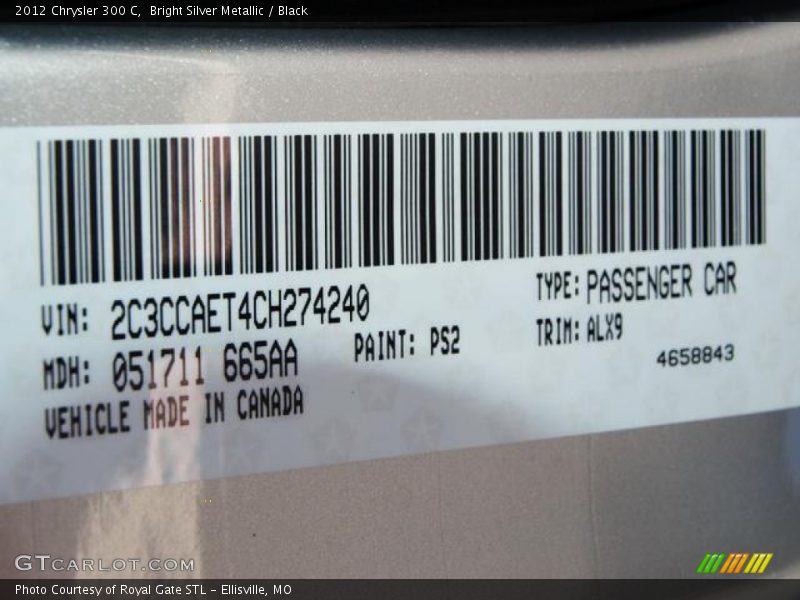 2012 Chrysler 300 C, Bright Silver Metallic / Black
VIN: 2C3CCAET4CH274240
TYPE: PASSENGER CAR
MDH: 051711 665AA
PAINT: PS2
TRIM: ALX9
4658843
VEHICLE MADE IN CANADA
GTCARLOT.COM
Photo Courtesy of Royal Gate STL – Ellisville, MO